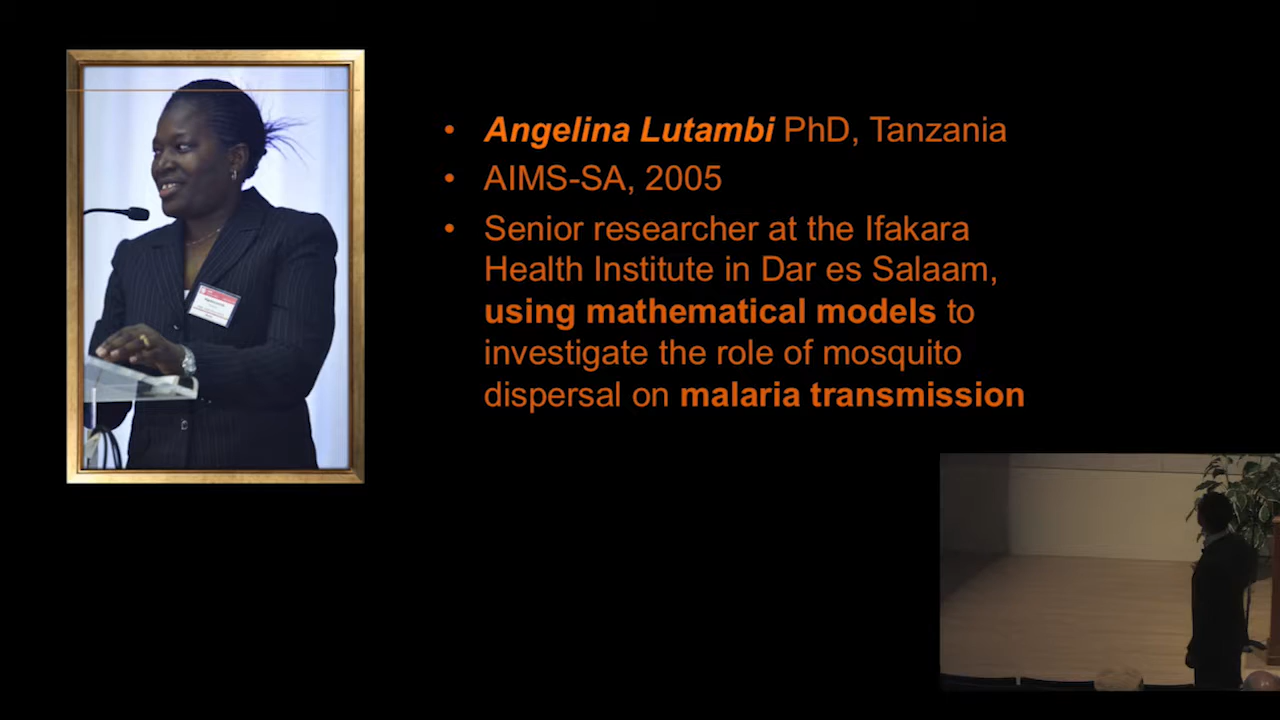 • Angelina Lutambi PhD, Tanzania
• AIMS-SA, 2005
• Senior researcher at the Ifakara
Health Institute in Dar es Salaam,
using mathematical models to
investigate the role of mosquito
dispersal on malaria transmission